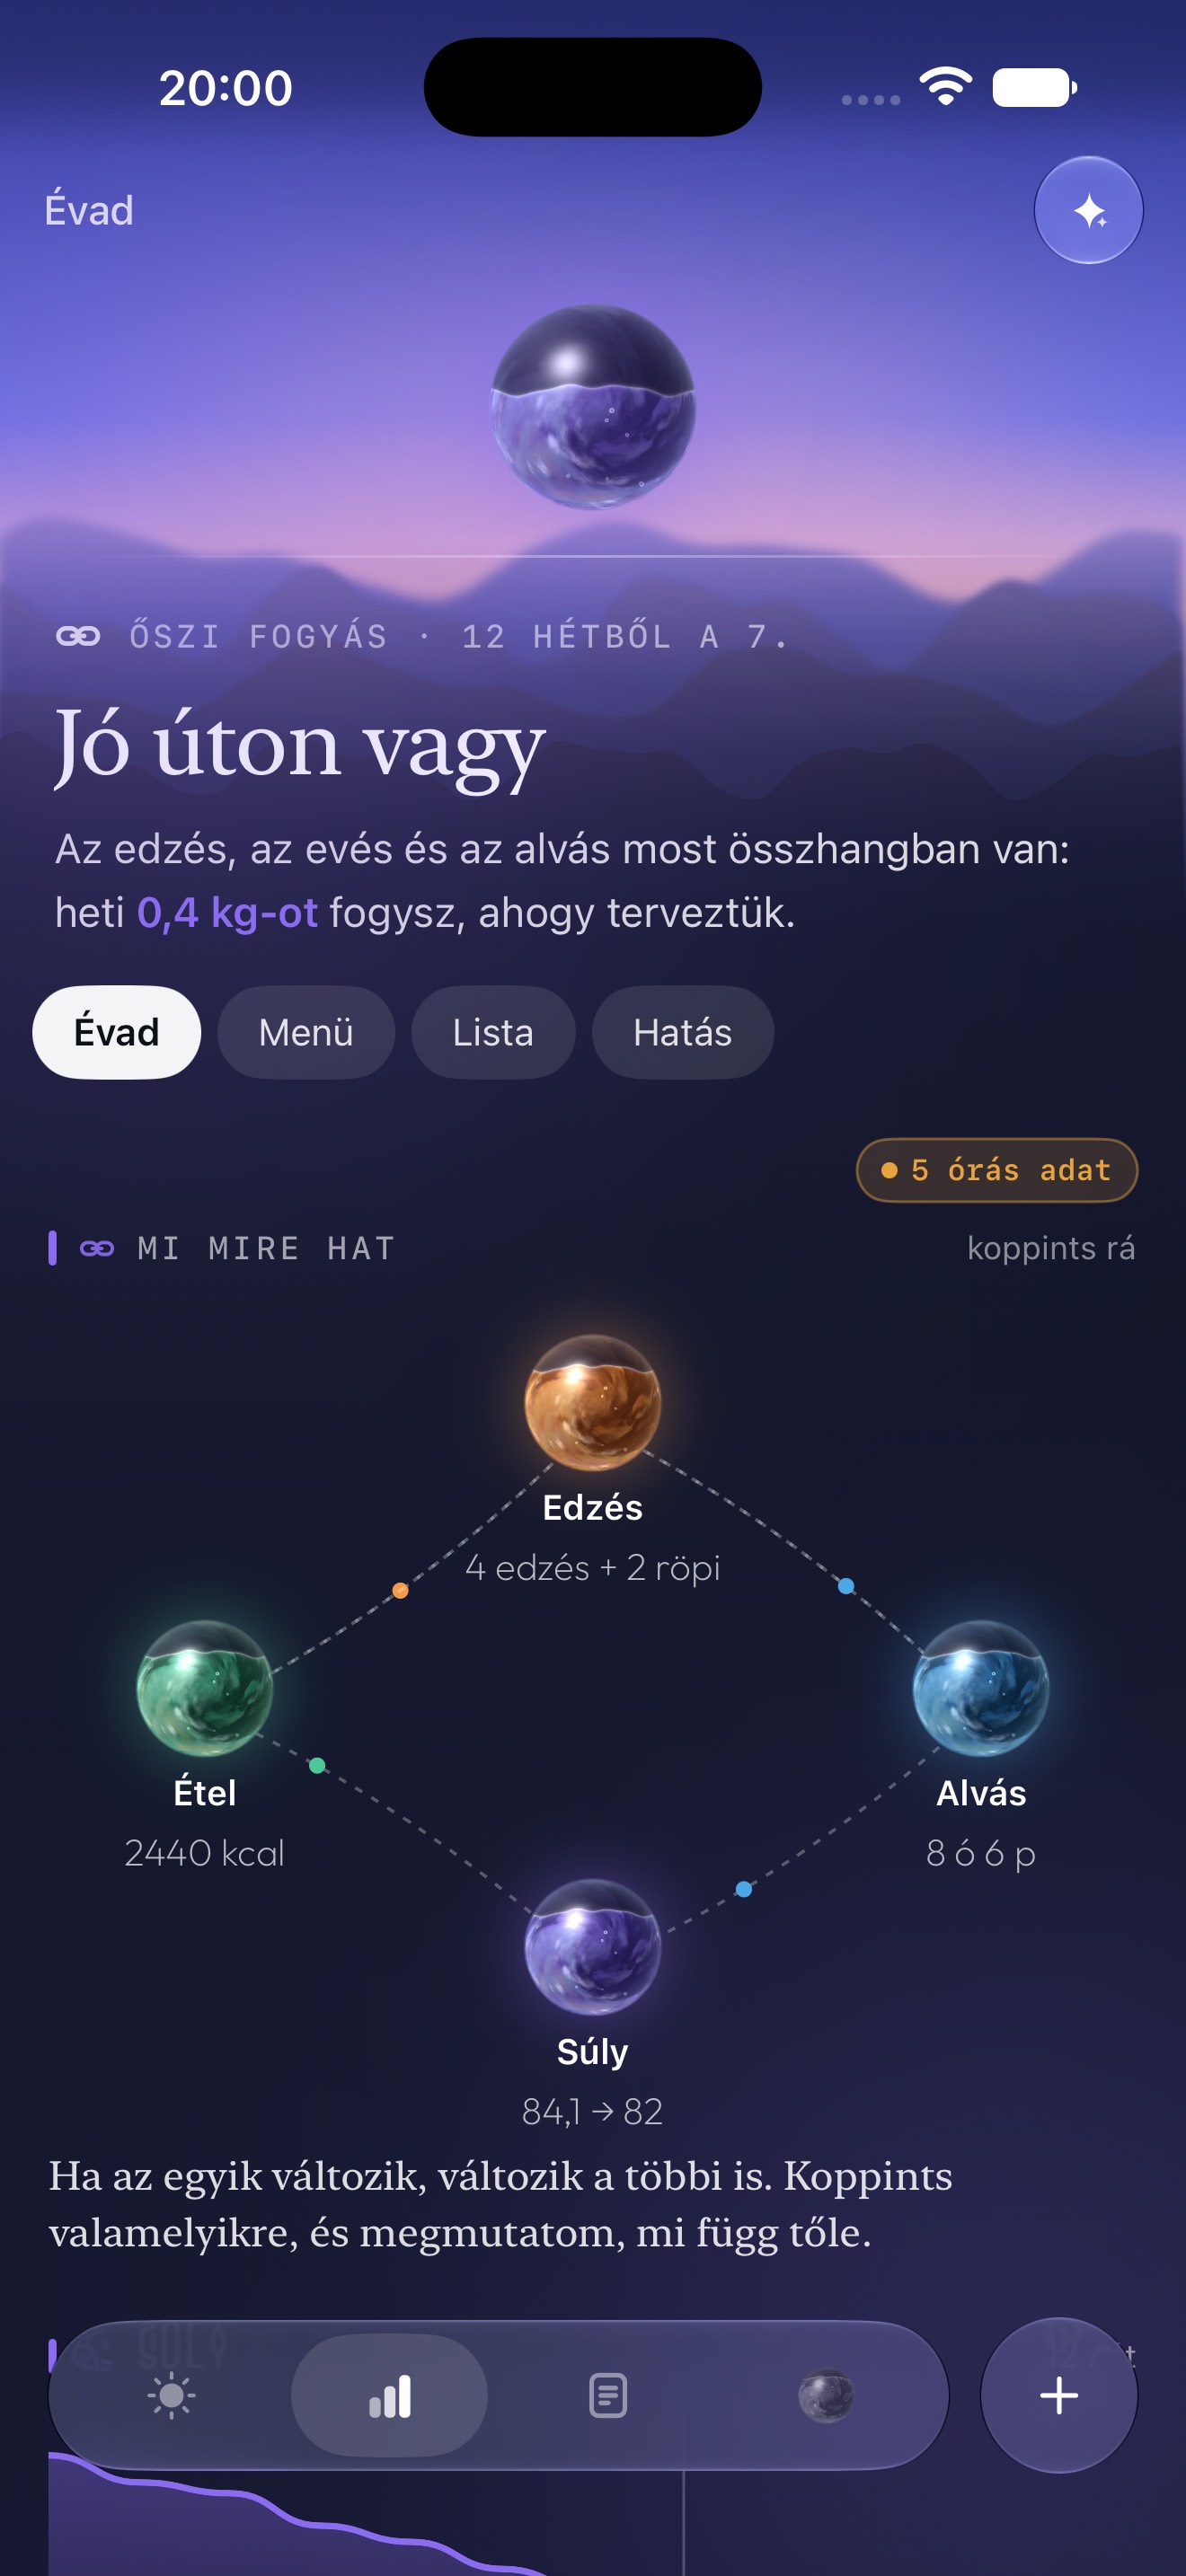 20:00
Évad
ŐSZI FOGYÁS · 12 HÉTBŐL A 7.
Jó úton vagy
Az edzés, az evés és az alvás most összhangban van:
heti 0,4 kg-ot fogysz, ahogy terveztük.
Évad Menü Lista Hatás
5 órás adat
MI MIRE HAT koppints rá
Edzés
4 edzés + 2 röpi
Étel Alvás
2440 kcal 8 ó 6 p
Súly
84,1 → 82
Ha az egyik változik, változik a többi is. Koppints
valamelyikre, és megmutatom, mi függ tőle.
SÚLY